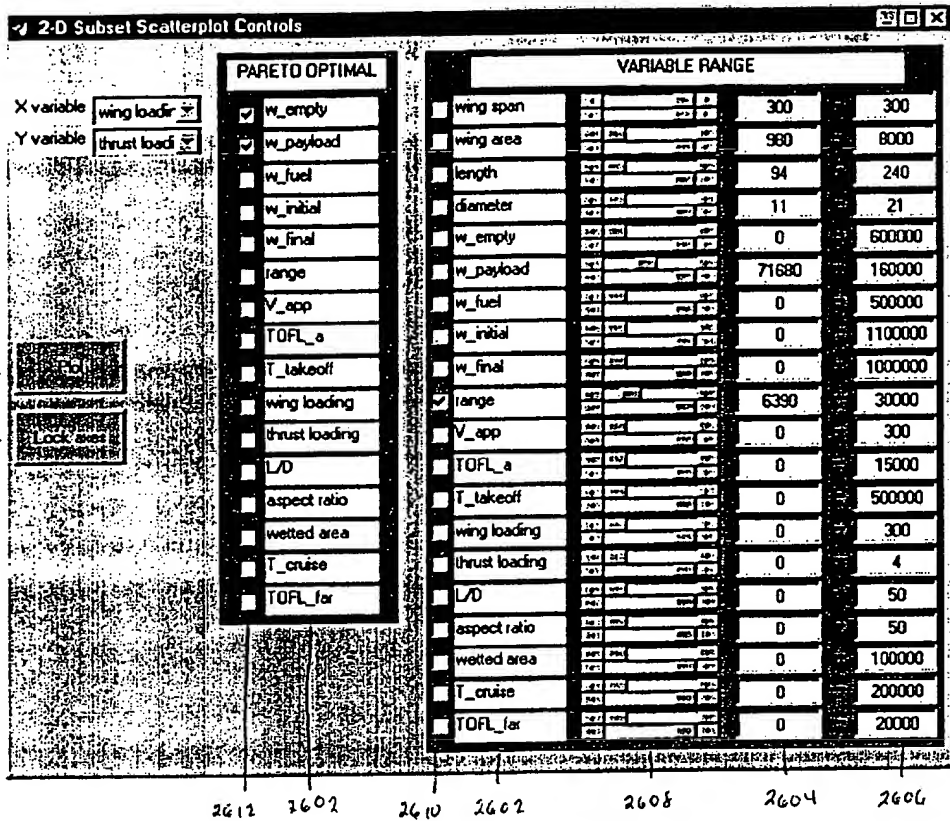 2-D Subset Scatterplot Controls
X variable wing loadir
Y variable thrust loadi
Plot
Lock axes
PARETO OPTIMAL
w_empty
w_payload
w_fuel
w_initial
w_final
range
V_app
TOFL_a
T_takeoff
wing loading
thrust loading
L/D
aspect ratio
wetted area
T_cruise
TOFL_far
VARIABLE RANGE
wing span 300 300
wing area 980 8000
length 94 240
diameter 11 21
w_empty 0 600000
w_payload 71680 160000
w_fuel 0 500000
w_initial 0 1100000
w_final 0 1000000
range 6390 30000
V_app 0 300
TOFL_a 0 15000
T_takeoff 0 500000
wing loading 0 300
thrust loading 0 4
L/D 0 50
aspect ratio 0 50
wetted area 0 100000
T_cruise 0 200000
TOFL_far 0 20000
2612 2602 2610 2602 2608 2604 2606